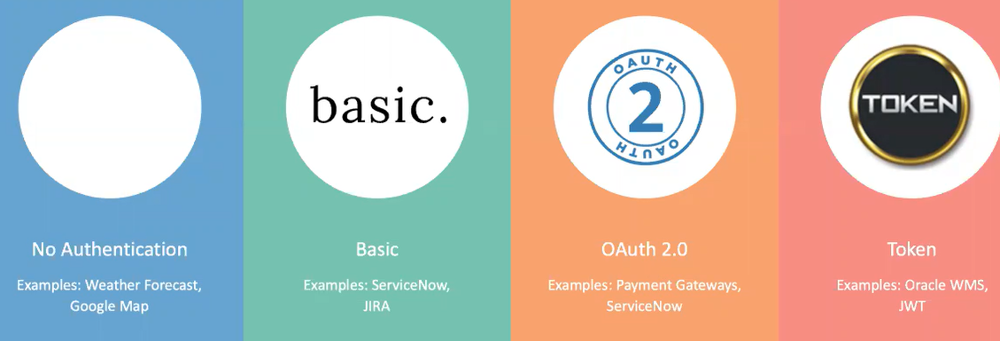 basic.
OAUTH
2
OAUTH
TOKEN
No Authentication
Examples: Weather Forecast,
Google Map
Basic
Examples: ServiceNow,
JIRA
OAuth 2.0
Examples: Payment Gateways,
ServiceNow
Token
Examples: Oracle WMS,
JWT